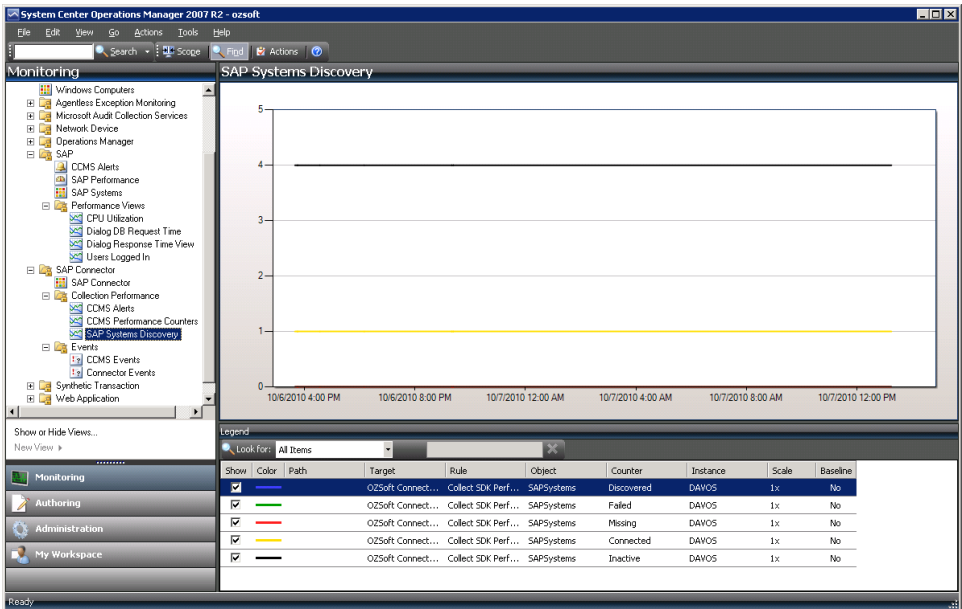 System Center Operations Manager 2007 R2 - ozsoft
File Edit View Go Actions Tools Help
Search Scope Find Actions
Monitoring
Windows Computers
Agentless Exception Monitoring
Microsoft Audit Collection Services
Network Device
Operations Manager
SAP
CCMS Alerts
SAP Performance
SAP Systems
Performance Views
CPU Utilization
Dialog DB Request Time
Dialog Response Time View
Users Logged In
SAP Connector
SAP Connector
Collection Performance
CCMS Alerts
CCMS Performance Counters
SAP Systems Discovery
Events
CCMS Events
Connector Events
Synthetic Transaction
Web Application
Show or Hide Views...
New View
Monitoring
Authoring
Administration
My Workspace
SAP Systems Discovery
5
4
3
2
1
0
10/6/2010 4:00 PM 10/6/2010 8:00 PM 10/7/2010 12:00 AM 10/7/2010 4:00 AM 10/7/2010 8:00 AM 10/7/2010 12:00 PM
Legend
Look for: All Items
Show Color Path Target Rule Object Counter Instance Scale Baseline
OZSoft Connect... Collect SDK Perf... SAPSystems Discovered DAVOS 1x No
OZSoft Connect... Collect SDK Perf... SAPSystems Failed DAVOS 1x No
OZSoft Connect... Collect SDK Perf... SAPSystems Missing DAVOS 1x No
OZSoft Connect... Collect SDK Perf... SAPSystems Connected DAVOS 1x No
OZSoft Connect... Collect SDK Perf... SAPSystems Inactive DAVOS 1x No
Ready